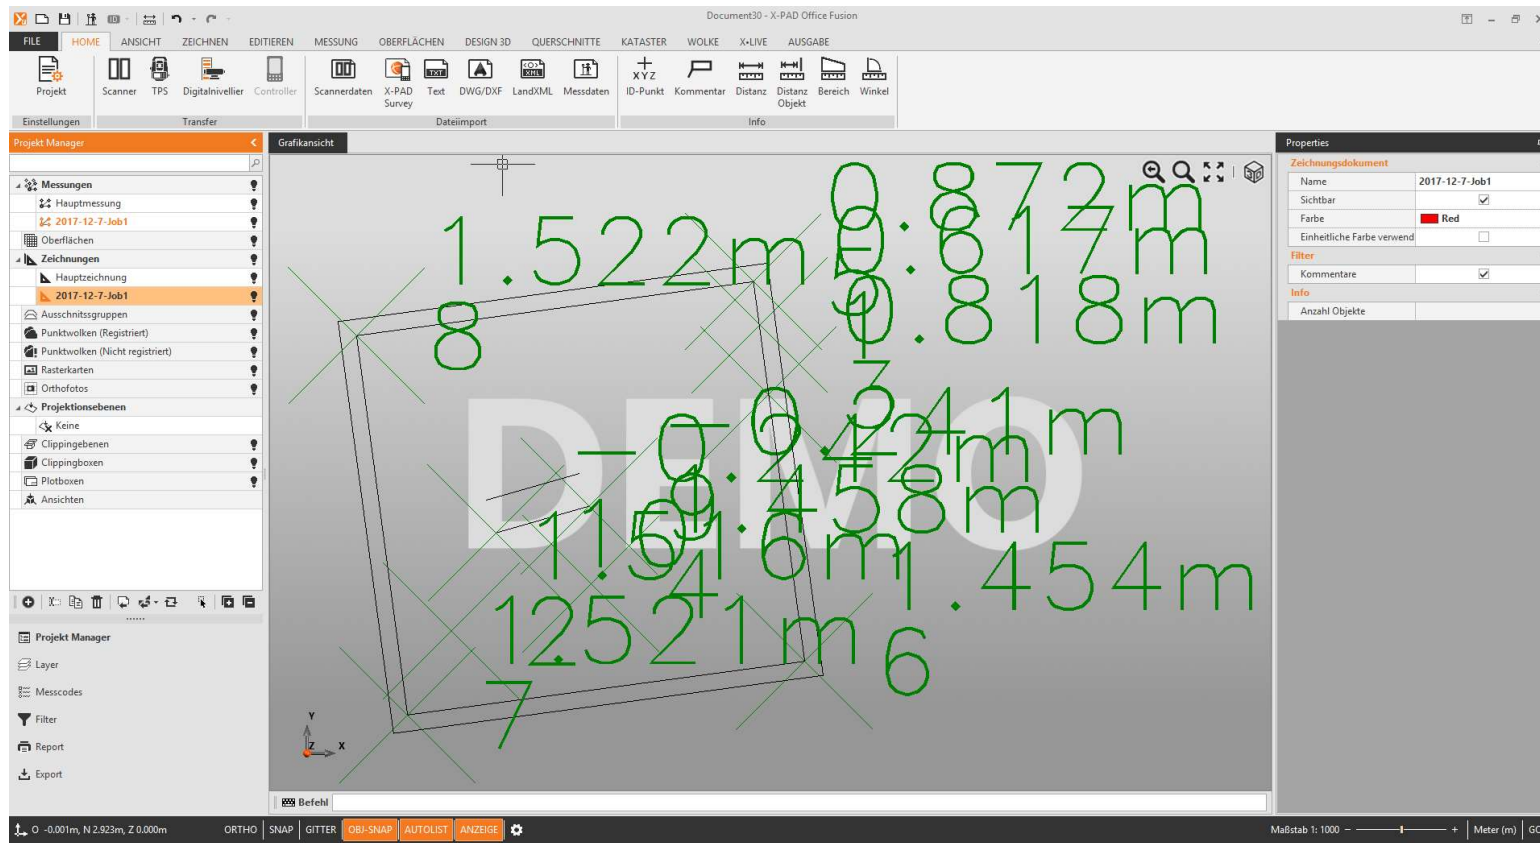 Document30 - X-PAD Office Fusion
FILE HOME ANSICHT ZEICHNEN EDITIEREN MESSUNG OBERFLÄCHEN DESIGN 3D QUERSCHNITTE KATASTER WOLKE X-LIVE AUSGABE
Projekt Scanner TPS Digitalnivellier Controller Scannerdaten X-PAD Survey Text DWG/DXF LandXML Messdaten ID-Punkt Kommentar Distanz Distanz Objekt Bereich Winkel
Einstellungen Transfer Dateiimport Info
Projekt Manager
Messungen
Hauptmessung
2017-12-7-Job1
Oberflächen
Zeichnungen
Hauptzeichnung
2017-12-7-Job1
Ausschnittsgruppen
Punktwolken (Registriert)
Punktwolken (Nicht registriert)
Rasterkarten
Orthofotos
Projektionsebenen
Keine
Clippingebenen
Clippingboxen
Plotboxen
Ansichten
Projekt Manager
Layer
Messcodes
Filter
Report
Export
Grafikansicht
0.872m
1.522m
0.617m
0.818m
8
DEMO
1.454m
6
7
Y
Z X
Befehl
Properties
Zeichnungsdokument
Name 2017-12-7-Job1
Sichtbar
Farbe Red
Einheitliche Farbe verwend
Filter
Kommentare
Info
Anzahl Objekte
O -0.001m, N 2.923m, Z 0.000m ORTHO SNAP GITTER OBJ-SNAP AUTOLIST ANZEIGE Maßstab 1: 1000 − + Meter (m)